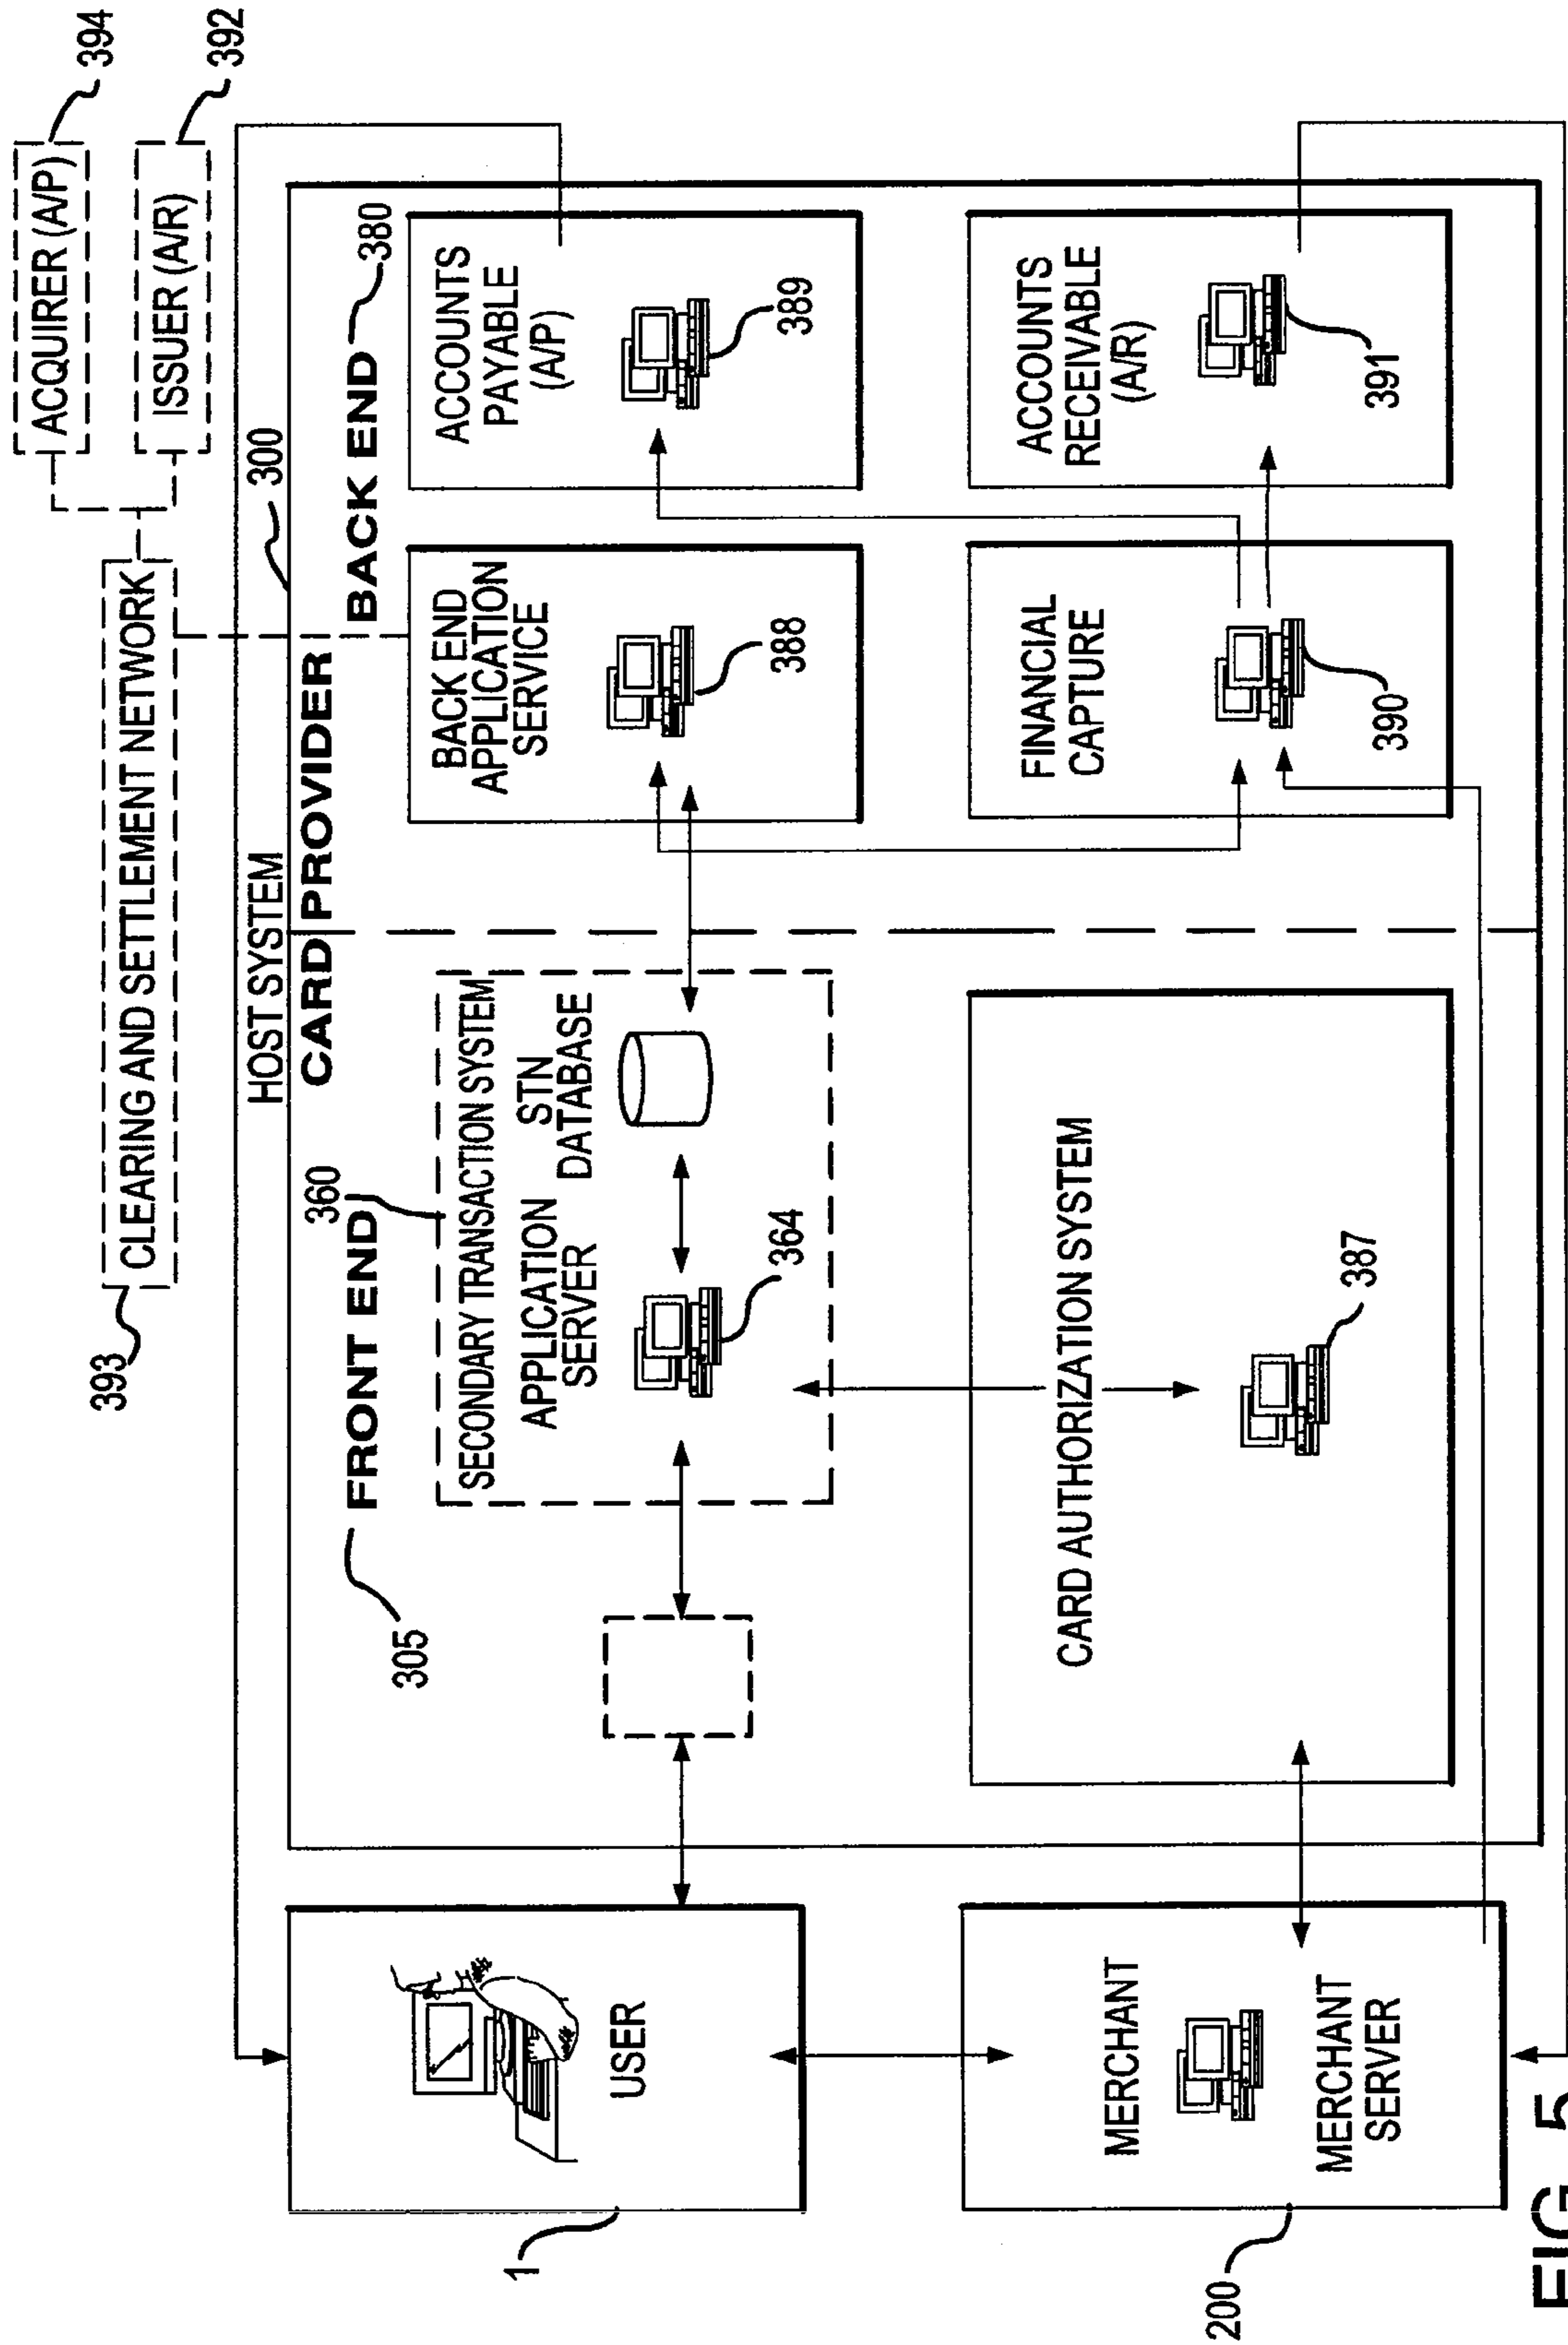 ACQUIRER (A/P)
394
ISSUER (A/R)
392
CLEARING AND SETTLEMENT NETWORK
393
HOST SYSTEM
300
CARD PROVIDER
305
FRONT END
360
BACK END
380
SECONDARY TRANSACTION SYSTEM
APPLICATION
SERVER
364
STN
DATABASE
BACK END
APPLICATION
SERVICE
388
ACCOUNTS
PAYABLE
(A/P)
389
USER
1
CARD AUTHORIZATION SYSTEM
387
FINANCIAL
CAPTURE
390
ACCOUNTS
RECEIVABLE
(A/R)
391
MERCHANT
MERCHANT
SERVER
200
FIG. 5